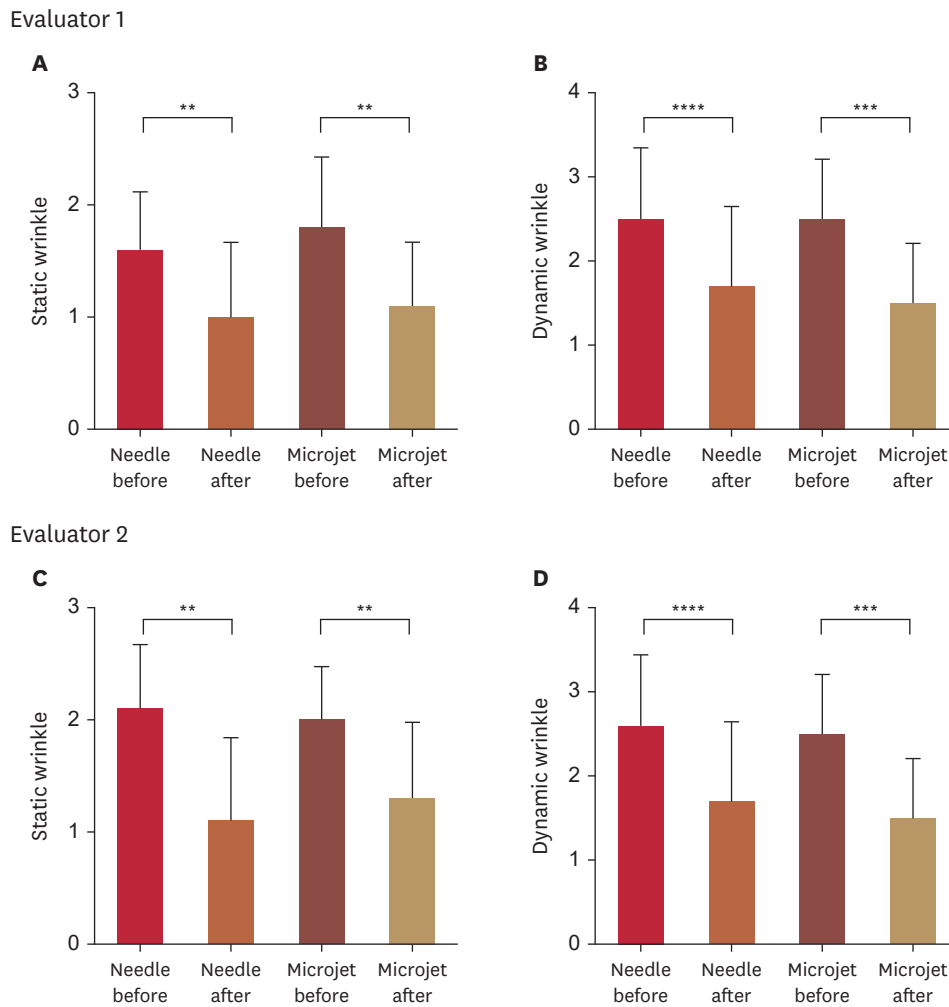 Evaluator 1
A
3
2
1
0
Static wrinkle
**
**
Needle
before
Needle
after
Microjet
before
Microjet
after
B
4
3
2
1
0
Dynamic wrinkle
****
***
Needle
before
Needle
after
Microjet
before
Microjet
after
Evaluator 2
C
3
2
1
0
Static wrinkle
**
**
Needle
before
Needle
after
Microjet
before
Microjet
after
D
4
3
2
1
0
Dynamic wrinkle
****
***
Needle
before
Needle
after
Microjet
before
Microjet
after